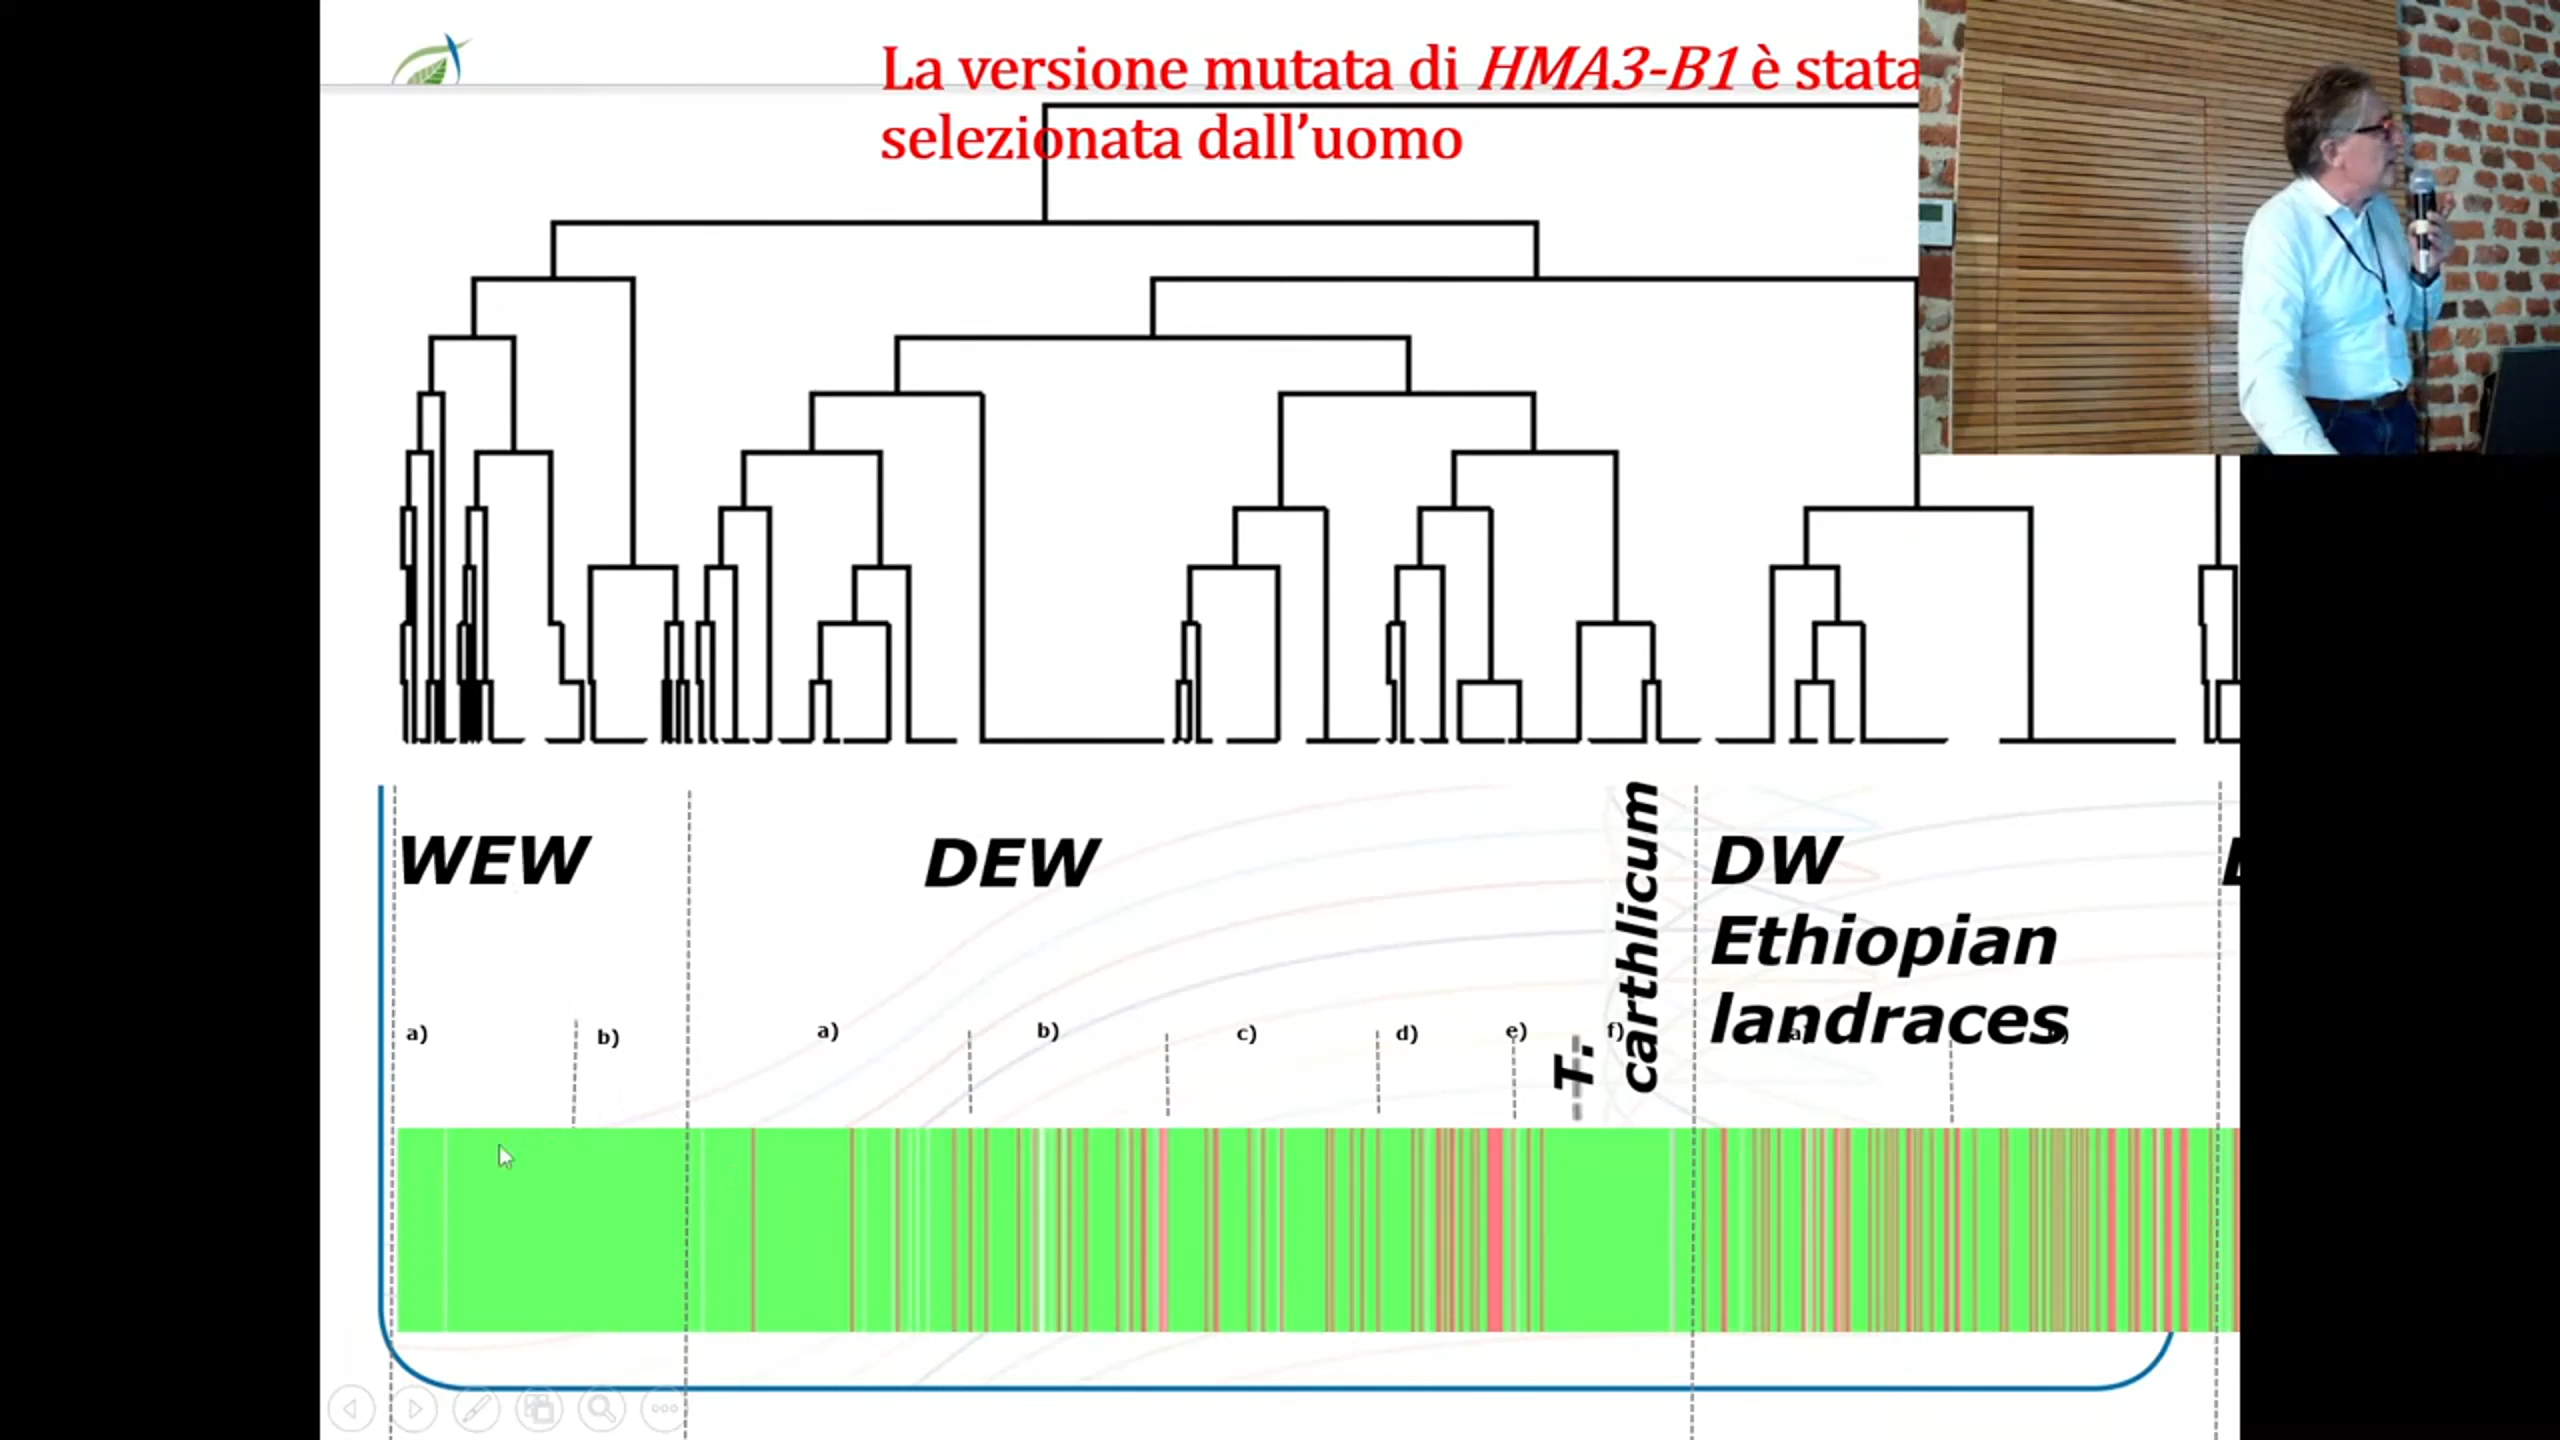 La versione mutata di HMA3-B1 è stata
selezionata dall’uomo
WEW
DEW
T.
carthlicum
DW
Ethiopian
landraces
a)
b)
a)
b)
c)
d)
e)
f)